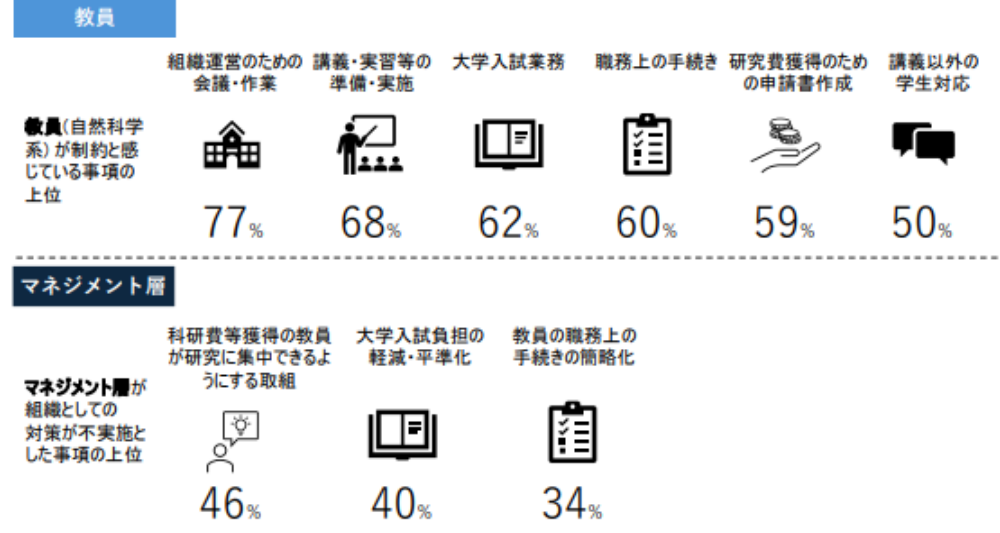 教員
組織運営のための
会議・作業
講義・実習等の
準備・実施
大学入試業務
職務上の手続き
研究費獲得のため
の申請書作成
講義以外の
学生対応
教員(自然科学
系)が制約と感
じている事項の
上位
77%
68%
62%
60%
59%
50%
マネジメント層
科研費等獲得の教員
が研究に集中できるよ
うにする取組
大学入試負担の
軽減・平準化
教員の職務上の
手続きの簡略化
マネジメント層が
組織としての
対策が不実施と
した事項の上位
46%
40%
34%